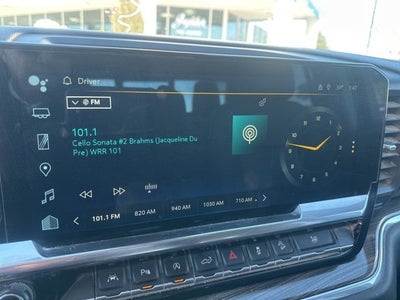 Driver
FM
101.1
Cello Sonata #2 Brahms (Jacqueline Du
Pre) WRR 101
101.1 FM 820 AM 940 AM 1030 AM 710 AM